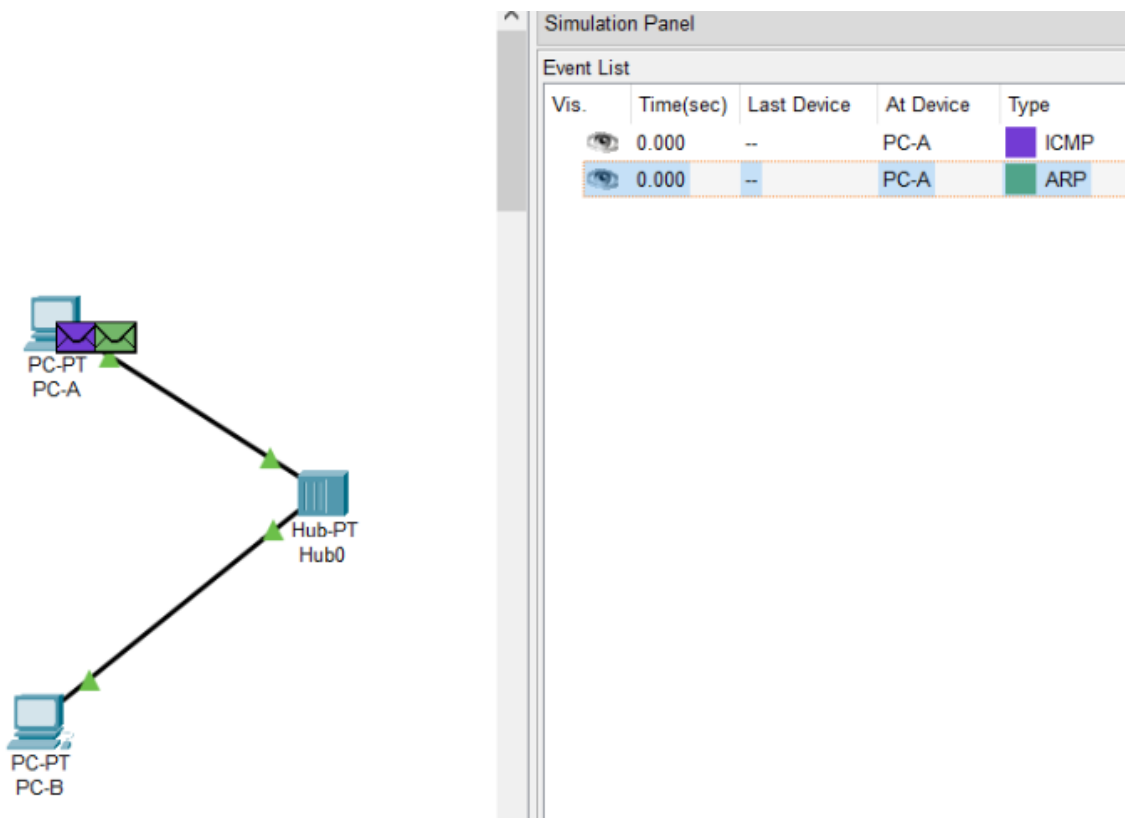 Simulation Panel
Event List
Vis. Time(sec) Last Device At Device Type
0.000 -- PC-A ICMP
0.000 -- PC-A ARP
PC-PT
PC-A
Hub-PT
Hub0
PC-PT
PC-B